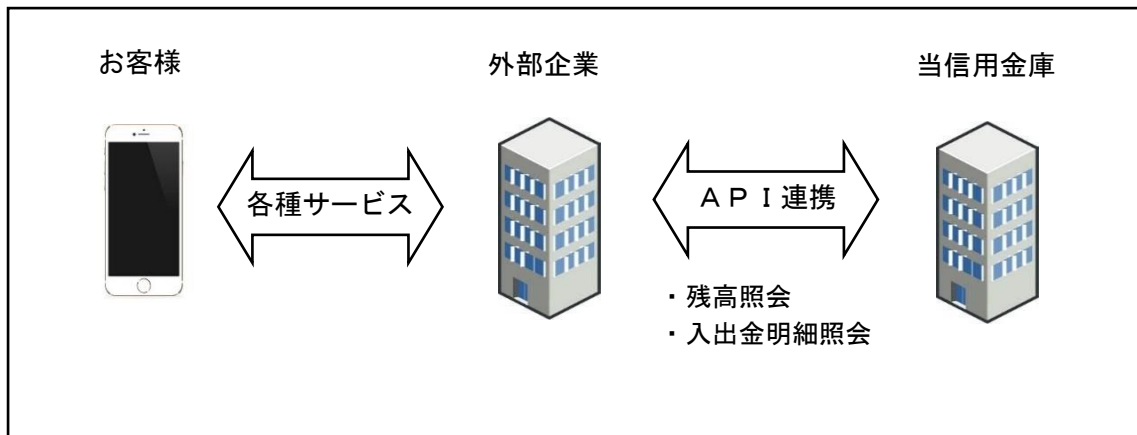 お客様
外部企業
当信用金庫
各種サービス
ＡＰＩ連携
・残高照会
・入出金明細照会